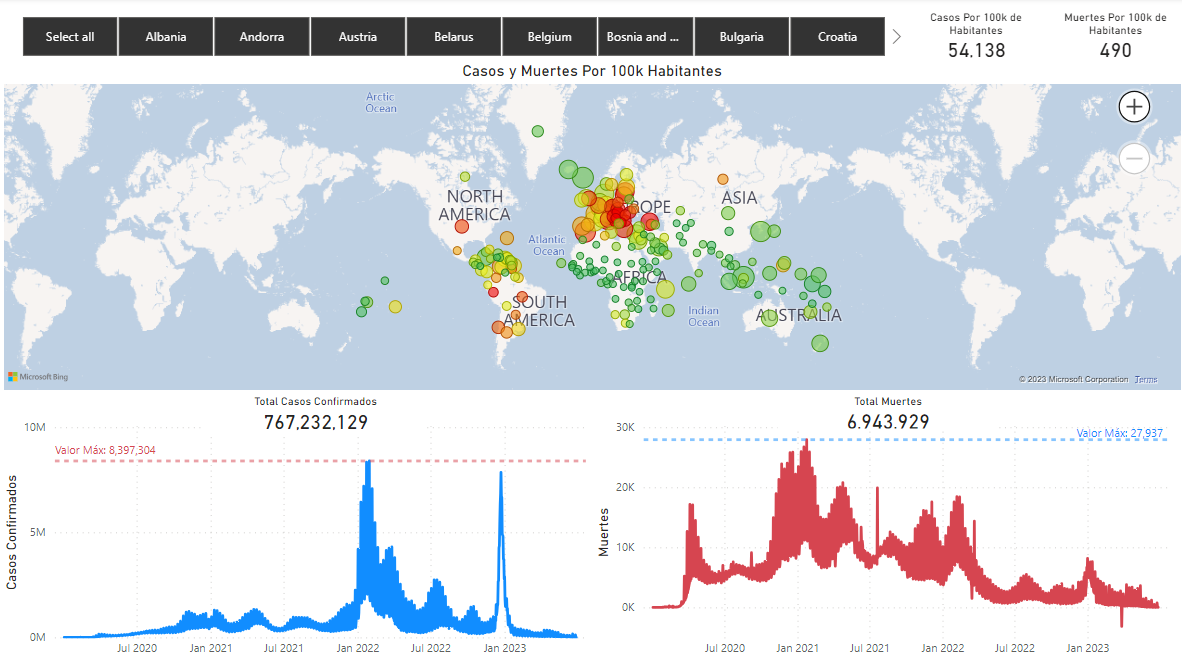 Select all
Albania
Andorra
Austria
Belarus
Belgium
Bosnia and ...
Bulgaria
Croatia
Casos Por 100k de
Habitantes
54,138
Muertes Por 100k de
Habitantes
490
Casos y Muertes Por 100k Habitantes
Arctic
Ocean
NORTH
AMERICA
ASIA
Atlantic
Ocean
AFRICA
SOUTH
AMERICA
Indian
Ocean
AUSTRALIA
Microsoft Bing
© 2023 Microsoft Corporation Terms
Total Casos Confirmados
767,232,129
Casos Confirmados
10M
5M
0M
Valor Máx: 8,397,304
Jul 2020
Jan 2021
Jul 2021
Jan 2022
Jul 2022
Jan 2023
Total Muertes
6.943.929
Muertes
30K
20K
10K
0K
Valor Máx: 27,937
Jul 2020
Jan 2021
Jul 2021
Jan 2022
Jul 2022
Jan 2023